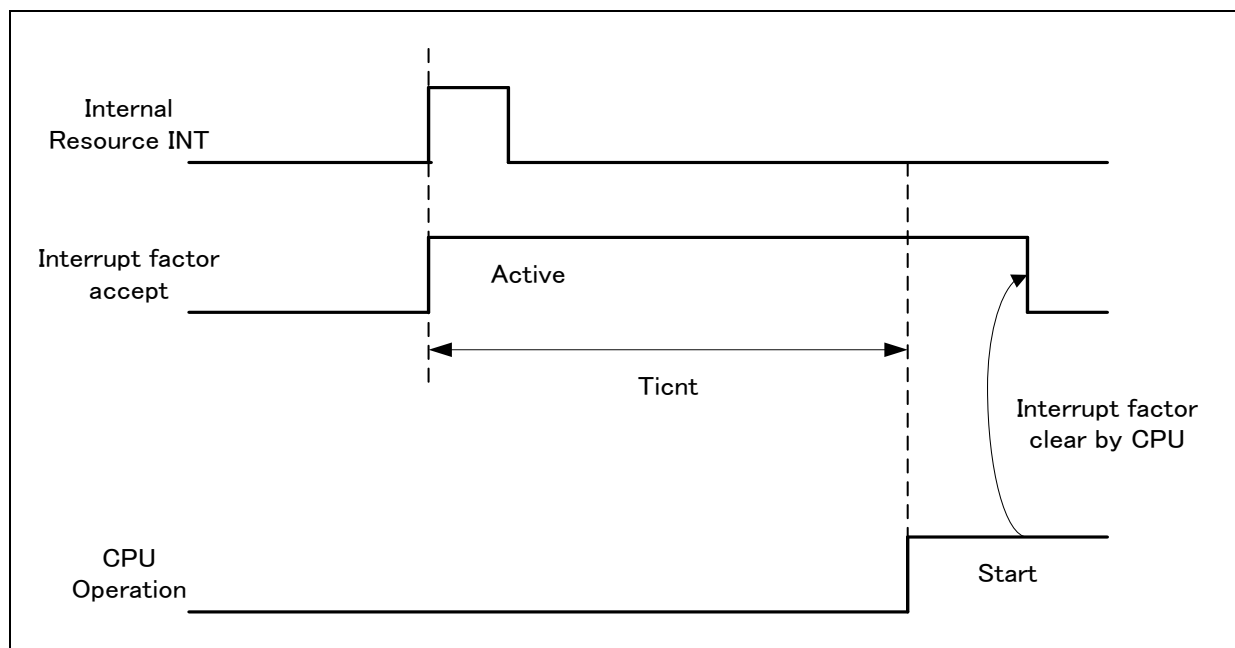 Internal
Resource INT
Interrupt factor
accept
Active
Ticnt
Interrupt factor
clear by CPU
CPU
Operation
Start